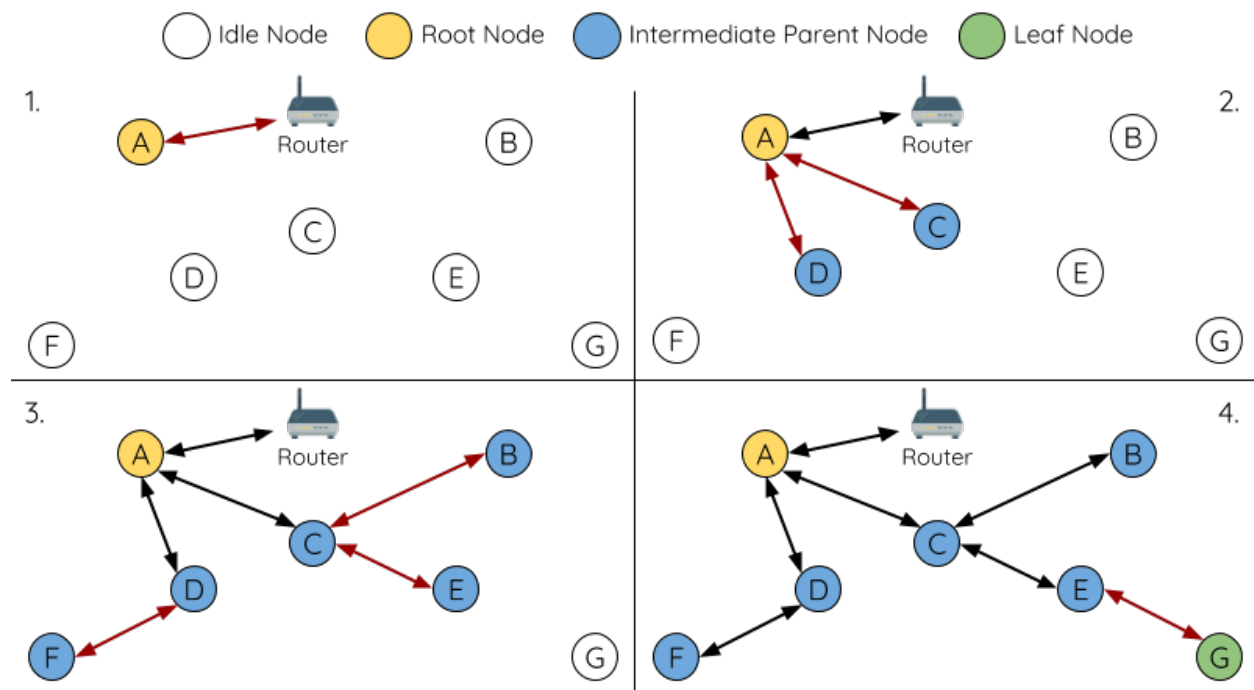 Idle Node Root Node Intermediate Parent Node Leaf Node
1.
A
Router
B
C
D
E
F
G
2.
A
Router
B
C
D
E
F
G
3.
A
Router
B
C
D
E
F
G
4.
A
Router
B
C
D
E
F
G